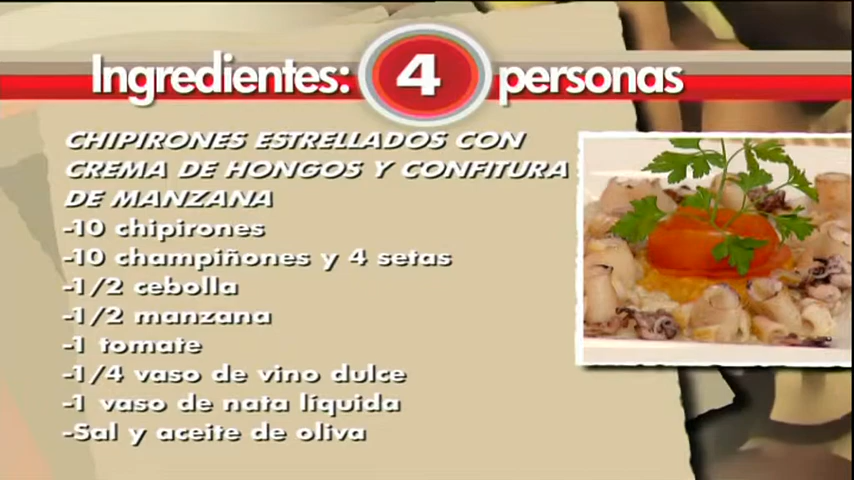 Ingredientes: 4 personas
CHIPIRONES ESTRELLADOS CON
CREMA DE HONGOS Y CONFITURA
DE MANZANA
-10 chipirones
-10 champiñones y 4 setas
-1/2 cebolla
-1/2 manzana
-1 tomate
-1/4 vaso de vino dulce
-1 vaso de nata líquida
-Sal y aceite de oliva